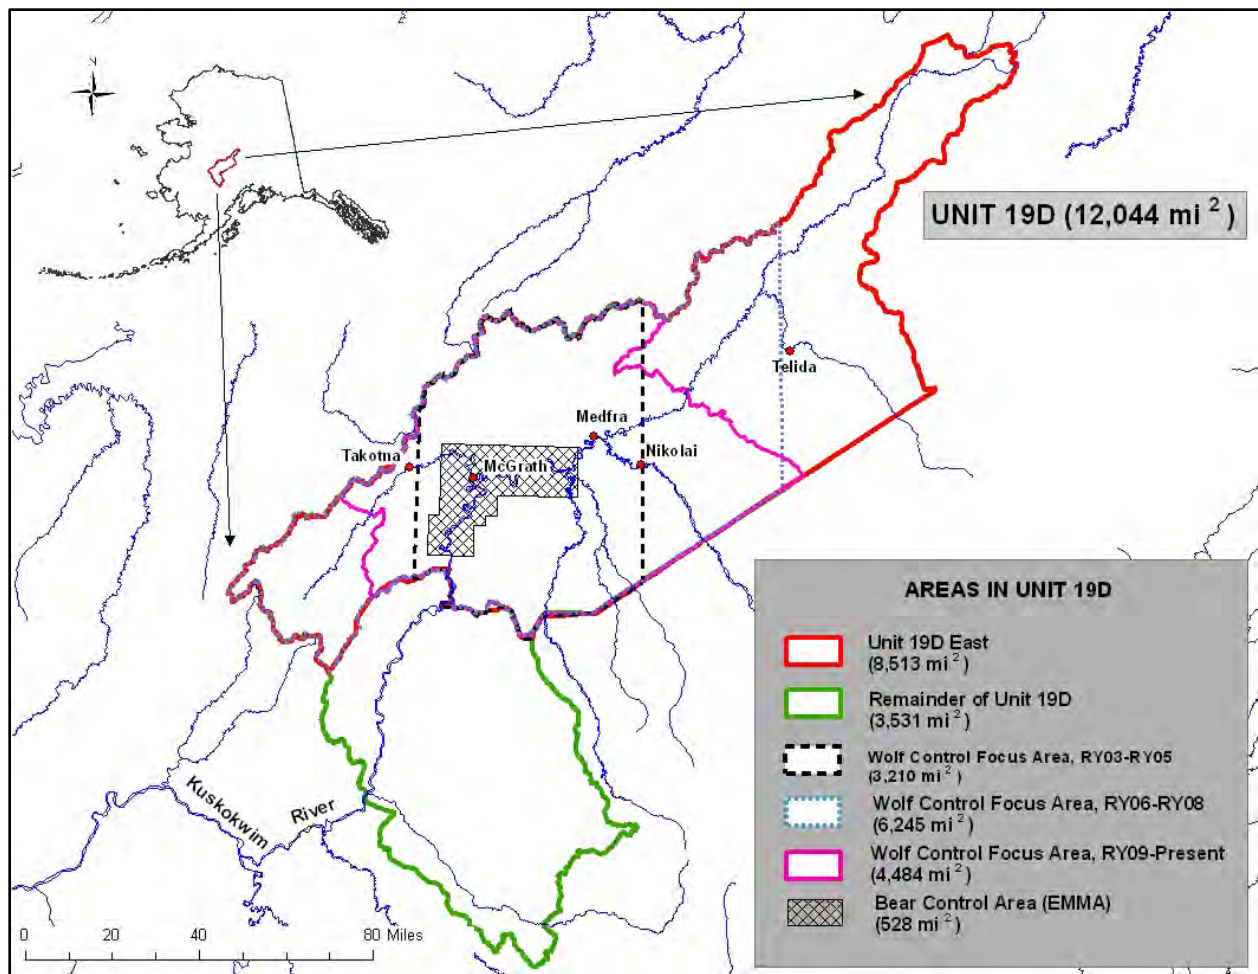 N
UNIT 19D (12,044 mi 2 )
Telida
Medfra
Takotna
McGrath
Nikolai
AREAS IN UNIT 19D
Unit 19D East
(8,513 mi 2 )
Remainder of Unit 19D
(3,531 mi 2 )
Wolf Control Focus Area, RY03-RY05
(3,210 mi 2 )
Wolf Control Focus Area, RY06-RY08
(6,245 mi 2 )
Wolf Control Focus Area, RY09-Present
(4,484 mi 2 )
Bear Control Area (EMMA)
(528 mi 2 )
Kuskokwim River
0 20 40 80 Miles